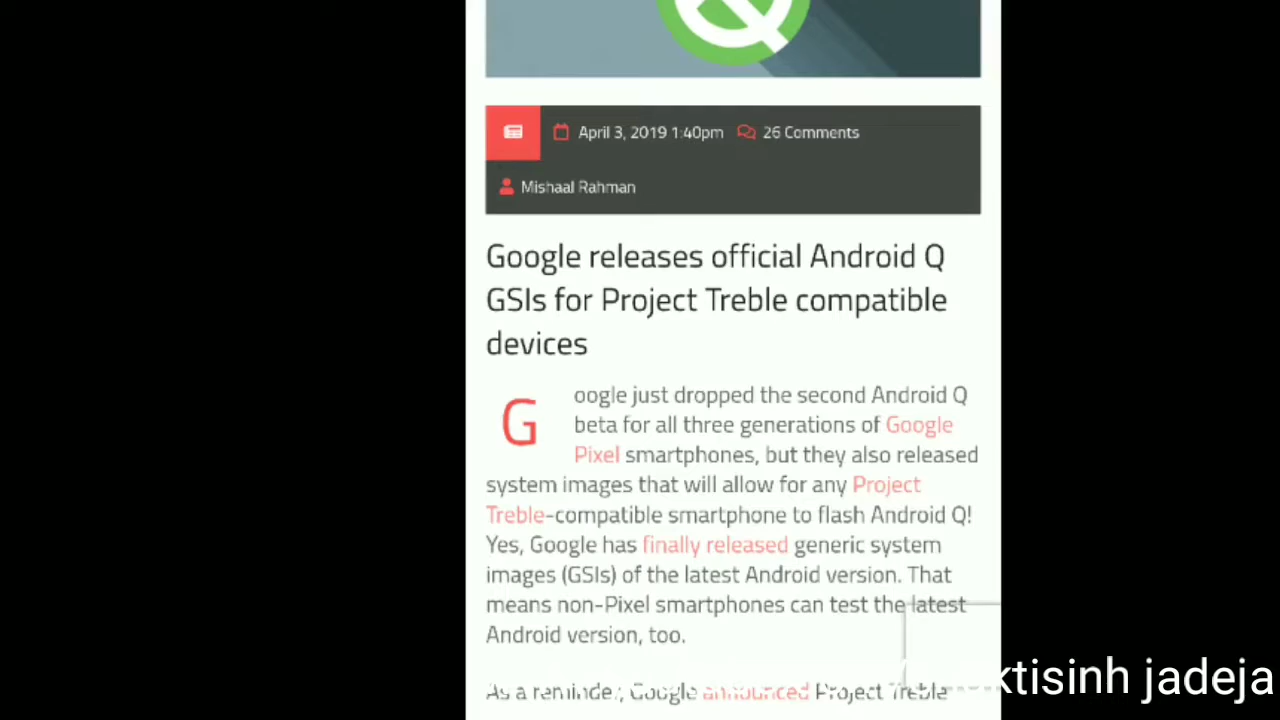 April 3, 2019 1:40pm 26 Comments
Mishaal Rahman
Google releases official Android Q
GSIs for Project Treble compatible
devices
Google just dropped the second Android Q
beta for all three generations of Google
Pixel smartphones, but they also released
system images that will allow for any Project
Treble-compatible smartphone to flash Android Q!
Yes, Google has finally released generic system
images (GSIs) of the latest Android version. That
means non-Pixel smartphones can test the latest
Android version, too.
As a reminder, Google announced Project Treble
jadeja